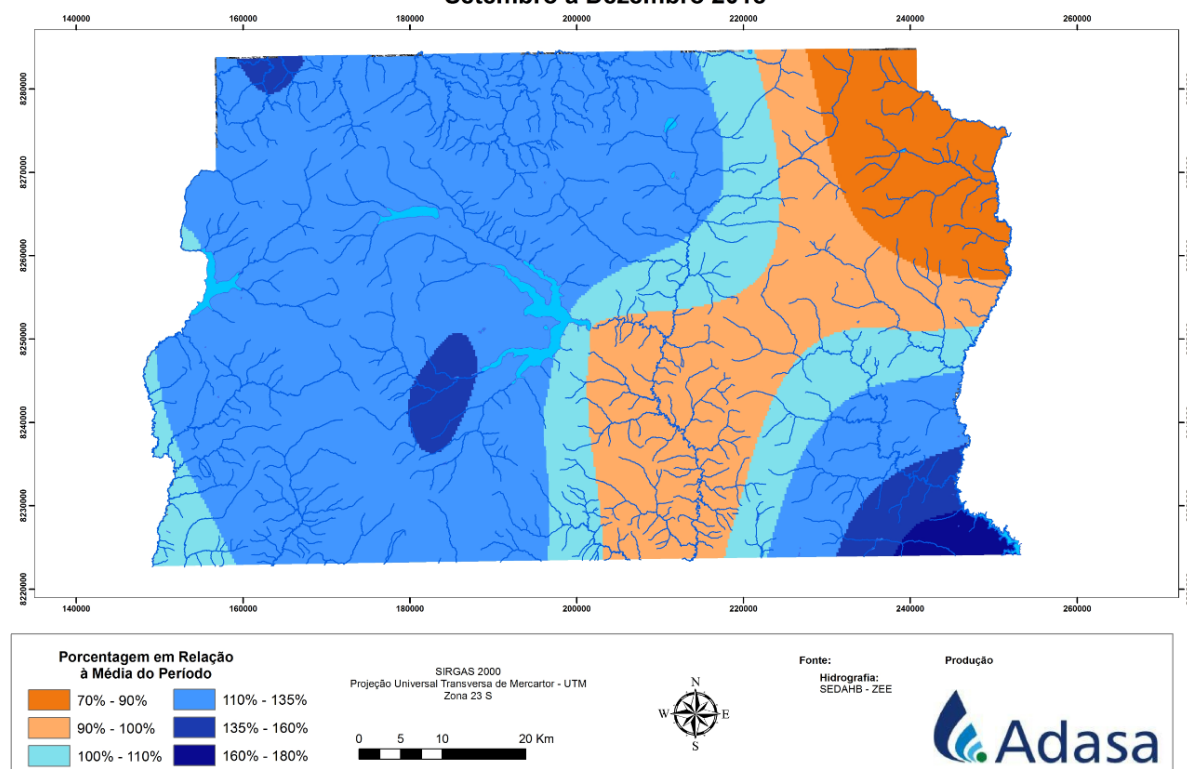 Setembro a Dezembro
140000 160000 180000 200000 220000 240000 260000
8280000
8270000
8260000
8250000
8240000
8230000
8220000
140000 160000 180000 200000 220000 240000 260000
Porcentagem em Relação
à Média do Período
70% - 90% 110% - 135%
90% - 100% 135% - 160%
100% - 110% 160% - 180%
SIRGAS 2000
Projeção Universal Transversa de Mercartor - UTM
Zona 23 S
0 5 10 20 Km
N
W E
S
Fonte:
Hidrografia:
SEDAHB - ZEE
Produção
Adasa